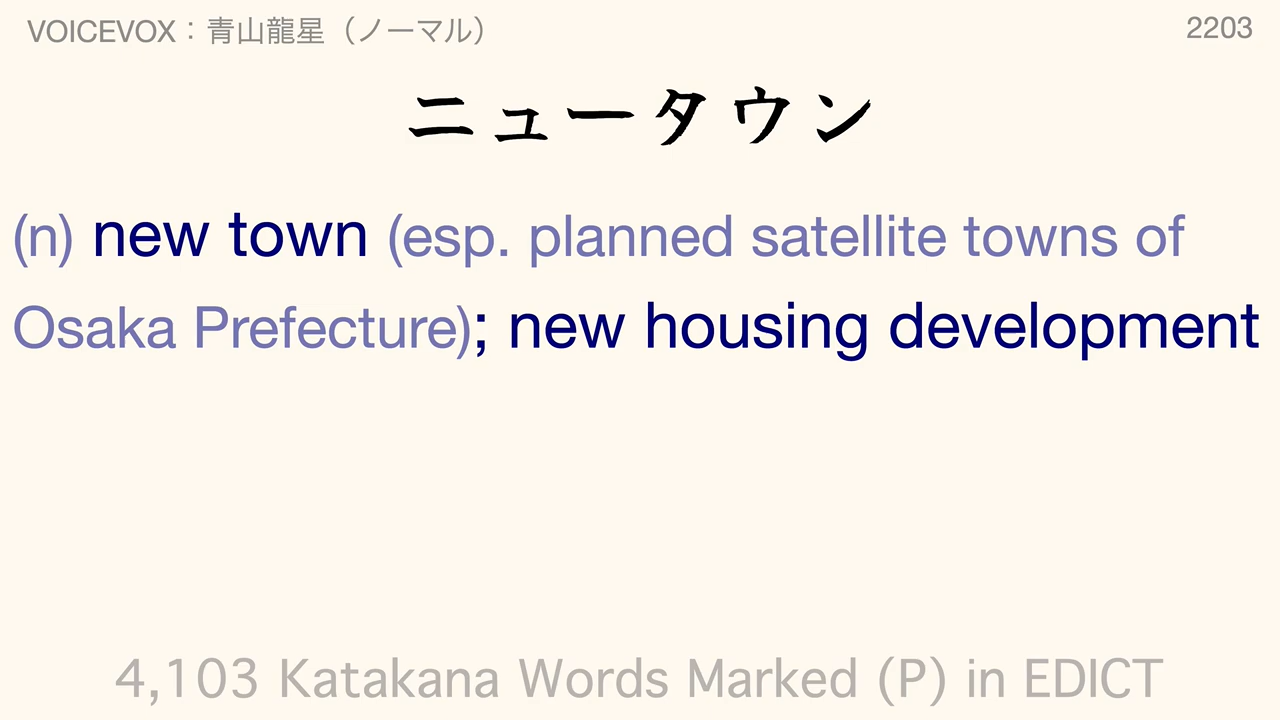 VOICEVOX：青山龍星（ノーマル）
2203
ニュータウン
(n) new town (esp. planned satellite towns of
Osaka Prefecture); new housing development
4,103 Katakana Words Marked (P) in EDICT